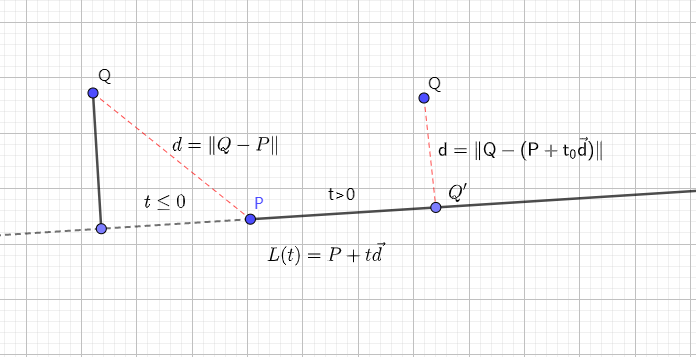 Q
Q
d = ‖Q − P‖
d = ‖Q − (P + t₀d⃗)‖
t ≤ 0
P
t>0
Q′
L(t) = P + td⃗